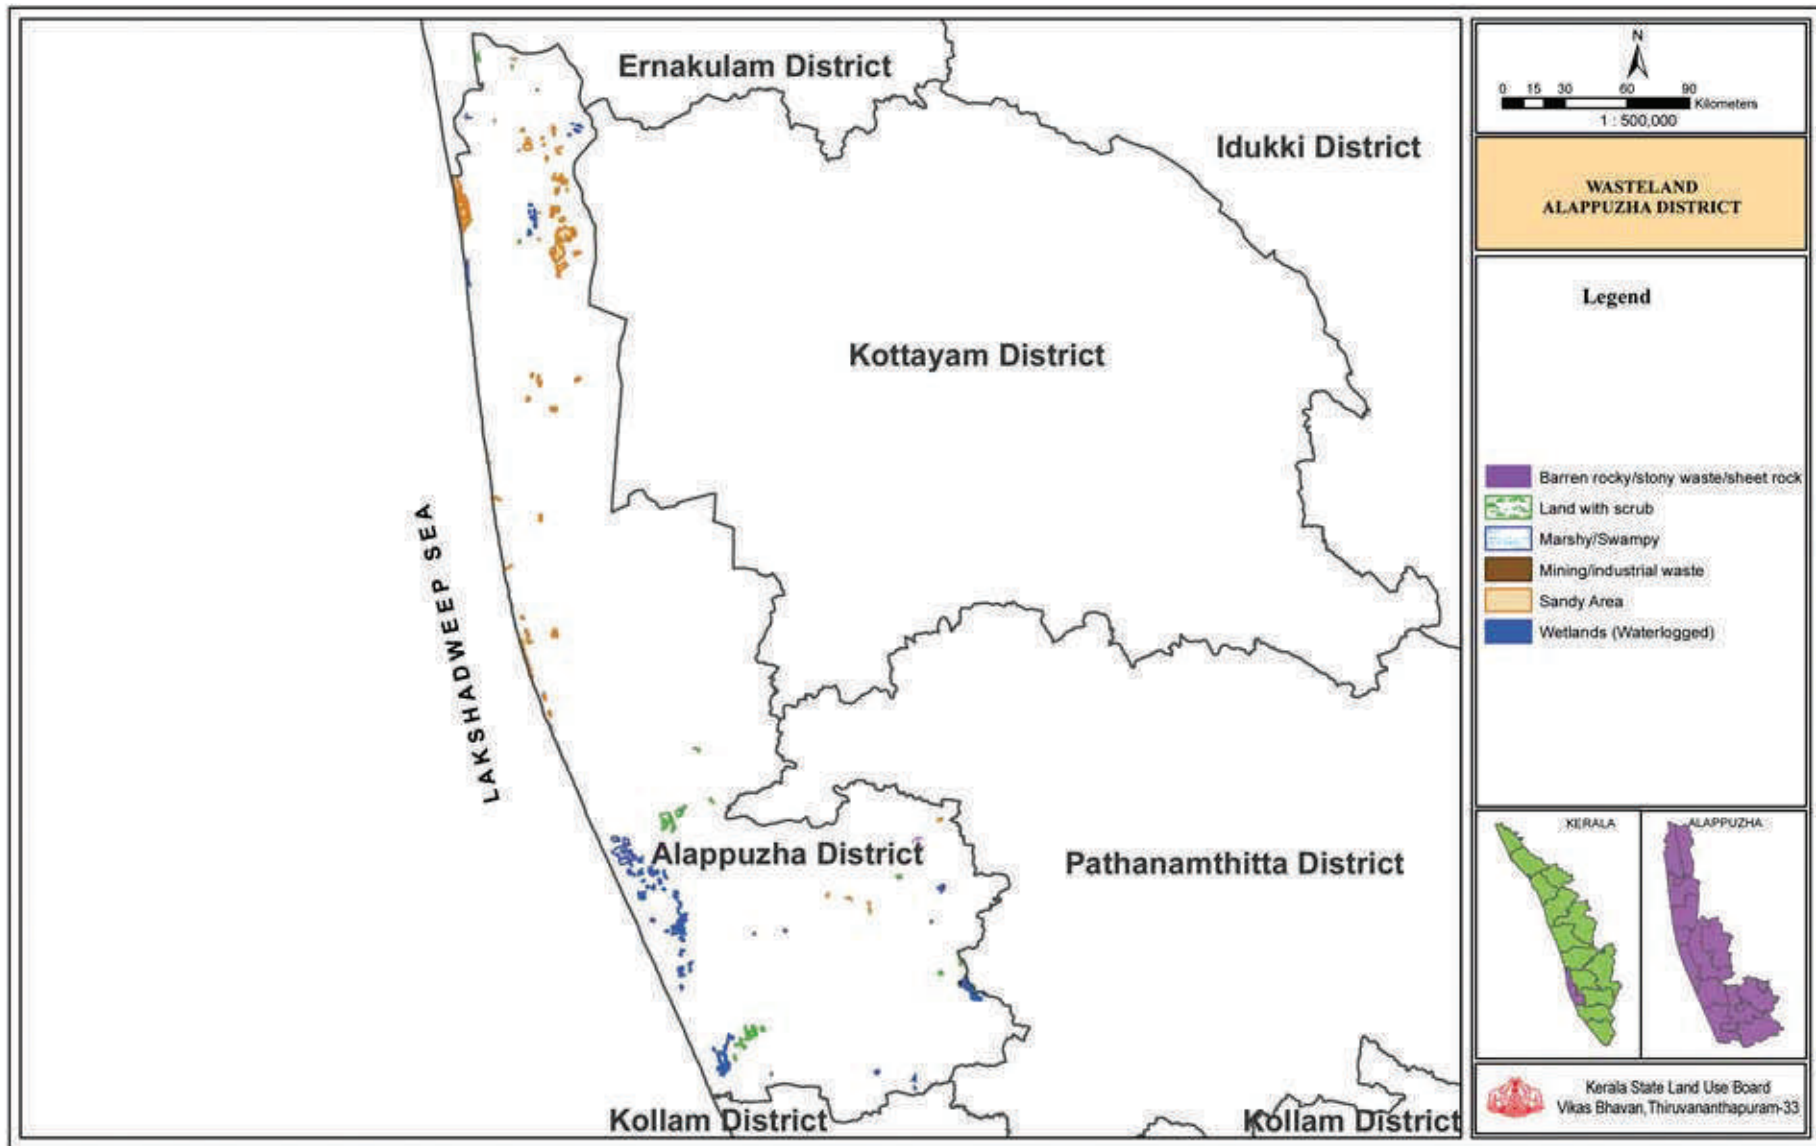 Ernakulam District
Idukki District
Kottayam District
LAKSHADWEEP SEA
Alappuzha District
Pathanamthitta District
Kollam District
Kollam District
N
0 15 30 60 90
Kilometers
1 : 500,000
WASTELAND
ALAPPUZHA DISTRICT
Legend
Barren rocky/stony waste/sheet rock
Land with scrub
Marshy/Swampy
Mining/industrial waste
Sandy Area
Wetlands (Waterlogged)
KERALA
ALAPPUZHA
Kerala State Land Use Board
Vikas Bhavan, Thiruvananthapuram-33